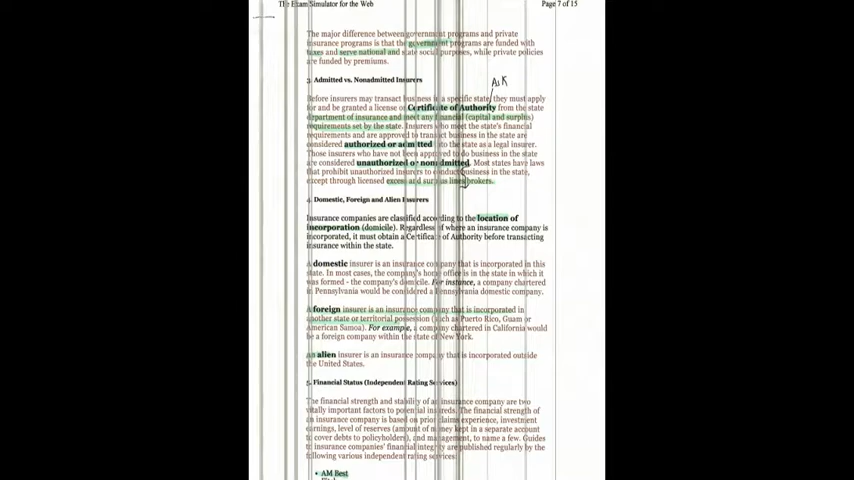 The Exam Simulator for the Web Page 7 of 15
The major difference between government programs and private
insurance programs is that the government programs are funded with
taxes and serve national and state social purposes, while private policies
are funded by premiums.
3. Admitted vs. Nonadmitted Insurers
Ask
Before insurers may transact business in a specific state, they must apply
for and be granted a license or Certificate of Authority from the state
department of insurance and meet any financial (capital and surplus)
requirements set by the state. Insurers who meet the state's financial
requirements and are approved to transact business in the state are
considered authorized or admitted into the state as a legal insurer.
Those insurers who have not been approved to do business in the state
are considered unauthorized or nonadmitted. Most states have laws
that prohibit unauthorized insurers to conduct business in the state,
except through licensed excess and surplus lines brokers.
4. Domestic, Foreign and Alien Insurers
Insurance companies are classified according to the location of
incorporation (domicile). Regardless of where an insurance company is
incorporated, it must obtain a Certificate of Authority before transacting
insurance within the state.
A domestic insurer is an insurance company that is incorporated in this
state. In most cases, the company's home office is in the state in which it
was formed - the company's domicile. For instance, a company chartered
in Pennsylvania would be considered a Pennsylvania domestic company.
A foreign insurer is an insurance company that is incorporated in
another state or territorial possession (such as Puerto Rico, Guam or
American Samoa). For example, a company chartered in California would
be a foreign company within the state of New York.
An alien insurer is an insurance company that is incorporated outside
the United States.
5. Financial Status (Independent Rating Services)
The financial strength and stability of an insurance company are two
vitally important factors to potential insureds. The financial strength of
an insurance company is based on prior claims experience, investment
earnings, level of reserves (amount of money kept in a separate account
to cover debts to policyholders), and management, to name a few. Guides
to insurance companies' financial integrity are published regularly by the
following various independent rating services:
• AM Best